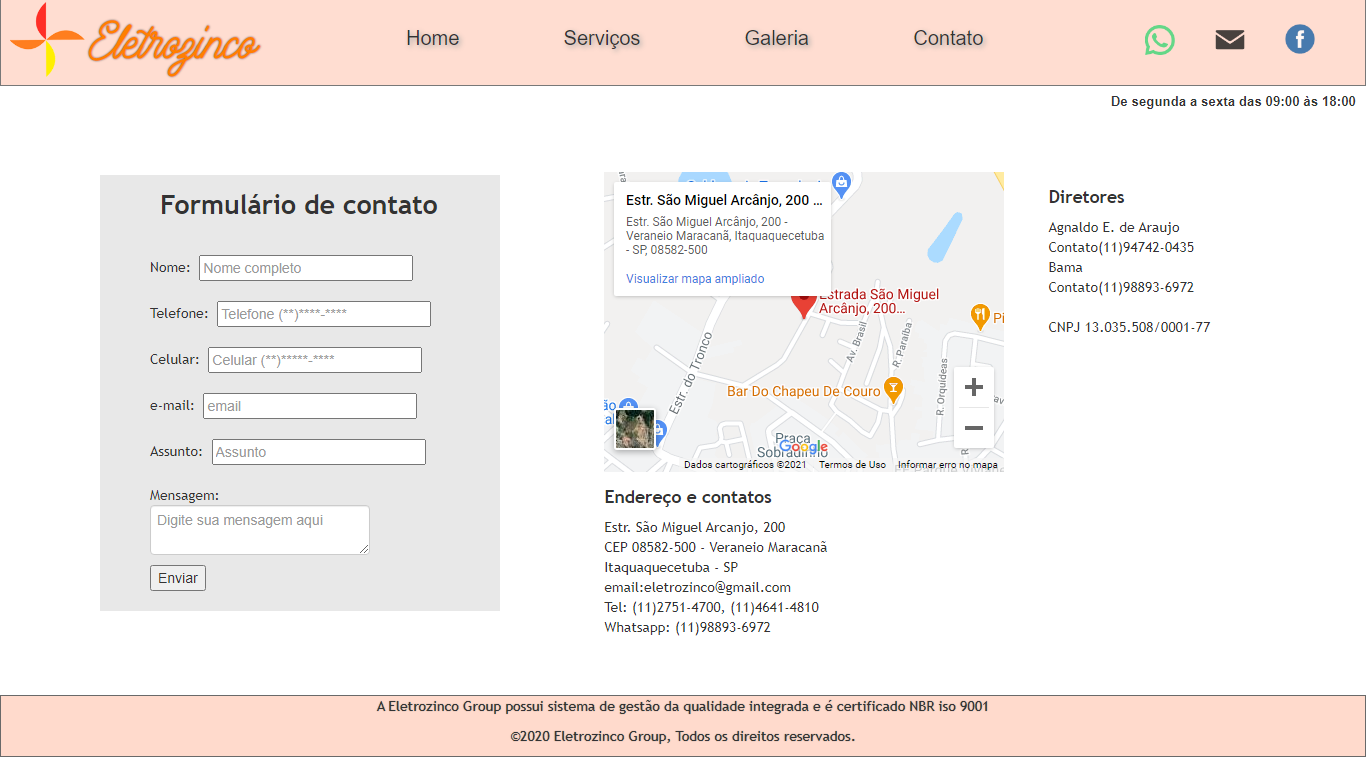 Eletrozinco
Home
Serviços
Galeria
Contato
De segunda a sexta das 09:00 às 18:00
Formulário de contato
Nome: Nome completo
Telefone: Telefone (**)****-****
Celular: Celular (**)*****-****
e-mail: email
Assunto: Assunto
Mensagem:
Digite sua mensagem aqui
Enviar
Estr. São Miguel Arcânjo, 200 ...
Estr. São Miguel Arcânjo, 200 -
Veraneio Maracanã, Itaquaquecetuba
- SP, 08582-500
Visualizar mapa ampliado
Estrada São Miguel
Arcânjo, 200...
Pi
Av. Brasil
R. Paraíba
Estr. do Tronco
R. Orquídeas
Bar Do Chapeu De Couro
Praça
Sobradinho
Google
Dados cartográficos ©2021
Termos de Uso
Informar erro no mapa
Endereço e contatos
Estr. São Miguel Arcanjo, 200
CEP 08582-500 - Veraneio Maracanã
Itaquaquecetuba - SP
email:eletrozinco@gmail.com
Tel: (11)2751-4700, (11)4641-4810
Whatsapp: (11)98893-6972
Diretores
Agnaldo E. de Araujo
Contato(11)94742-0435
Bama
Contato(11)98893-6972
CNPJ 13.035.508/0001-77
A Eletrozinco Group possui sistema de gestão da qualidade integrada e é certificado NBR iso 9001
©2020 Eletrozinco Group, Todos os direitos reservados.